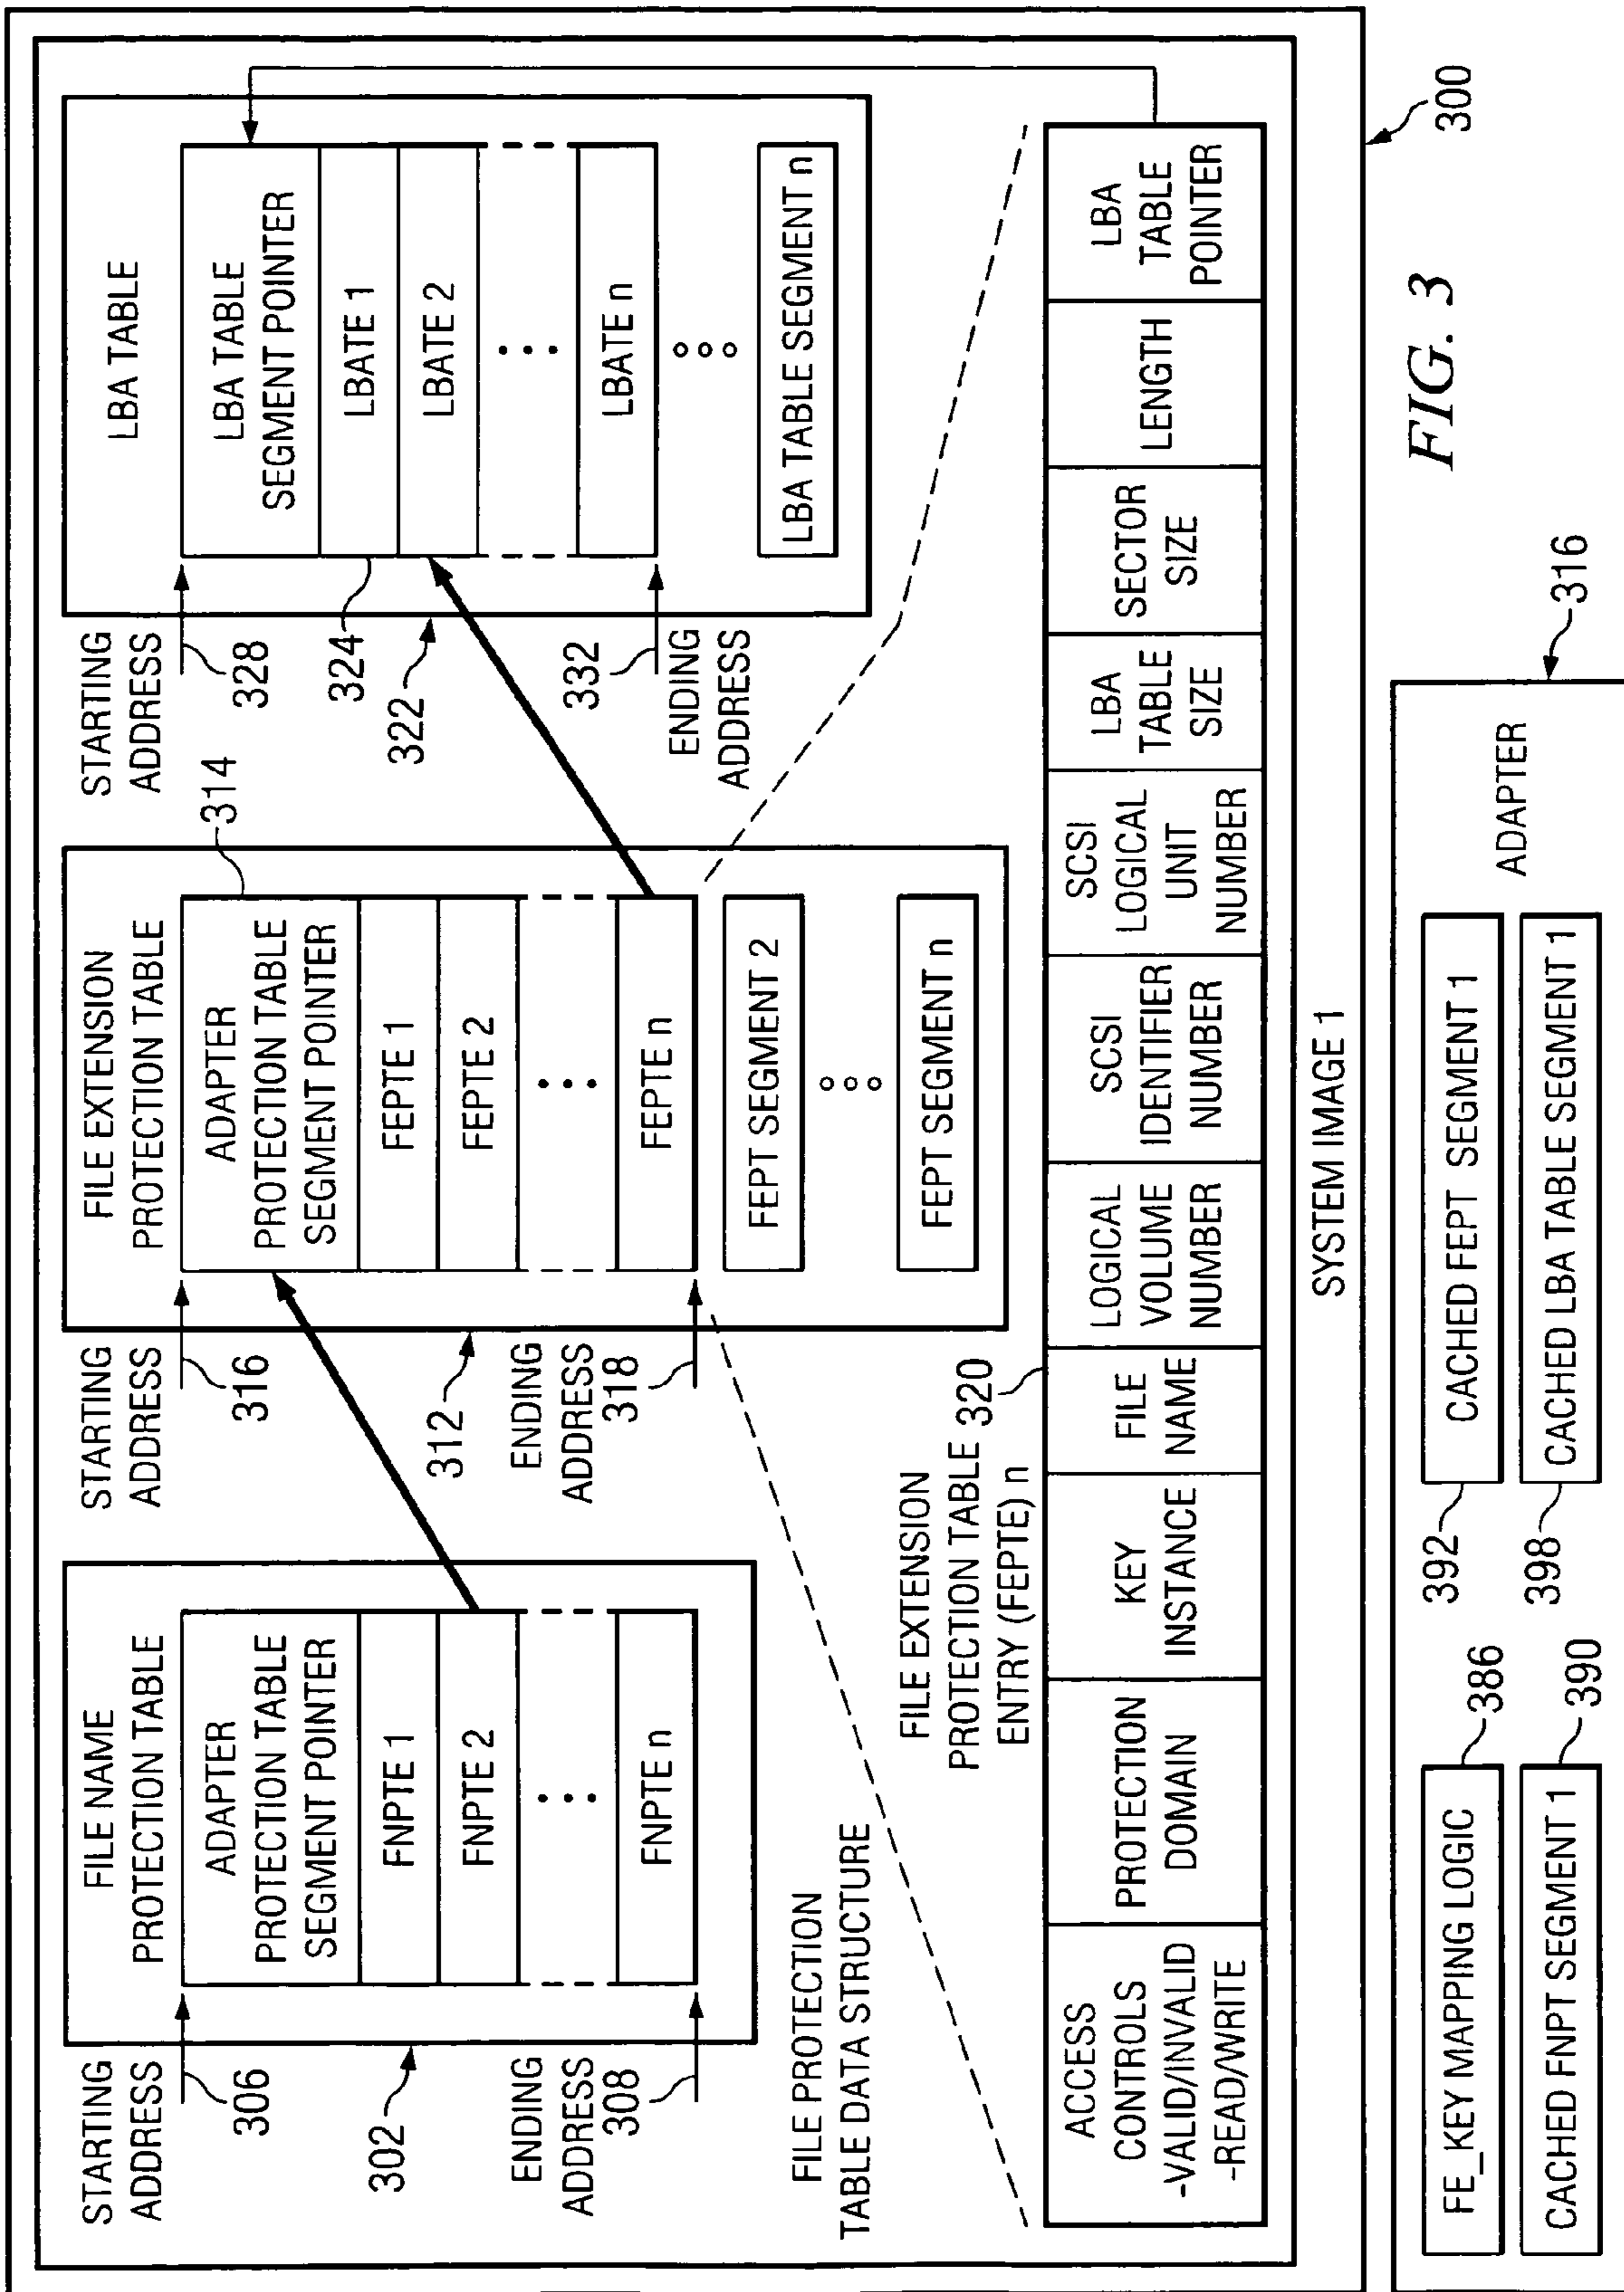 FILE NAME
PROTECTION TABLE
STARTING
ADDRESS
306
ADAPTER
PROTECTION TABLE
SEGMENT POINTER
FNPTE 1
FNPTE 2
• • •
FNPTE n
302
ENDING
ADDRESS
308
FILE PROTECTION
TABLE DATA STRUCTURE
FILE EXTENSION
PROTECTION TABLE
STARTING
ADDRESS
316
314
ADAPTER
PROTECTION TABLE
SEGMENT POINTER
FEPTE 1
FEPTE 2
• • •
FEPTE n
312
ENDING
ADDRESS
318
FEPT SEGMENT 2
○○○
FEPT SEGMENT n
LBA TABLE
STARTING
ADDRESS
328
LBA TABLE
SEGMENT POINTER
LBATE 1
324
LBATE 2
322
• • •
LBATE n
332
ENDING
ADDRESS
○○○
LBA TABLE SEGMENT n
FILE EXTENSION
PROTECTION TABLE 320
ENTRY (FEPTE) n
ACCESS
CONTROLS
-VALID/INVALID
-READ/WRITE
PROTECTION
DOMAIN
KEY
INSTANCE
FILE
NAME
LOGICAL
VOLUME
NUMBER
SCSI
IDENTIFIER
NUMBER
SCSI
LOGICAL
UNIT
NUMBER
LBA
TABLE
SIZE
SECTOR
SIZE
LENGTH
LBA
TABLE
POINTER
SYSTEM IMAGE 1
300
FE_KEY MAPPING LOGIC
386
CACHED FNPT SEGMENT 1
390
392
CACHED FEPT SEGMENT 1
398
CACHED LBA TABLE SEGMENT 1
ADAPTER
316
FIG. 3